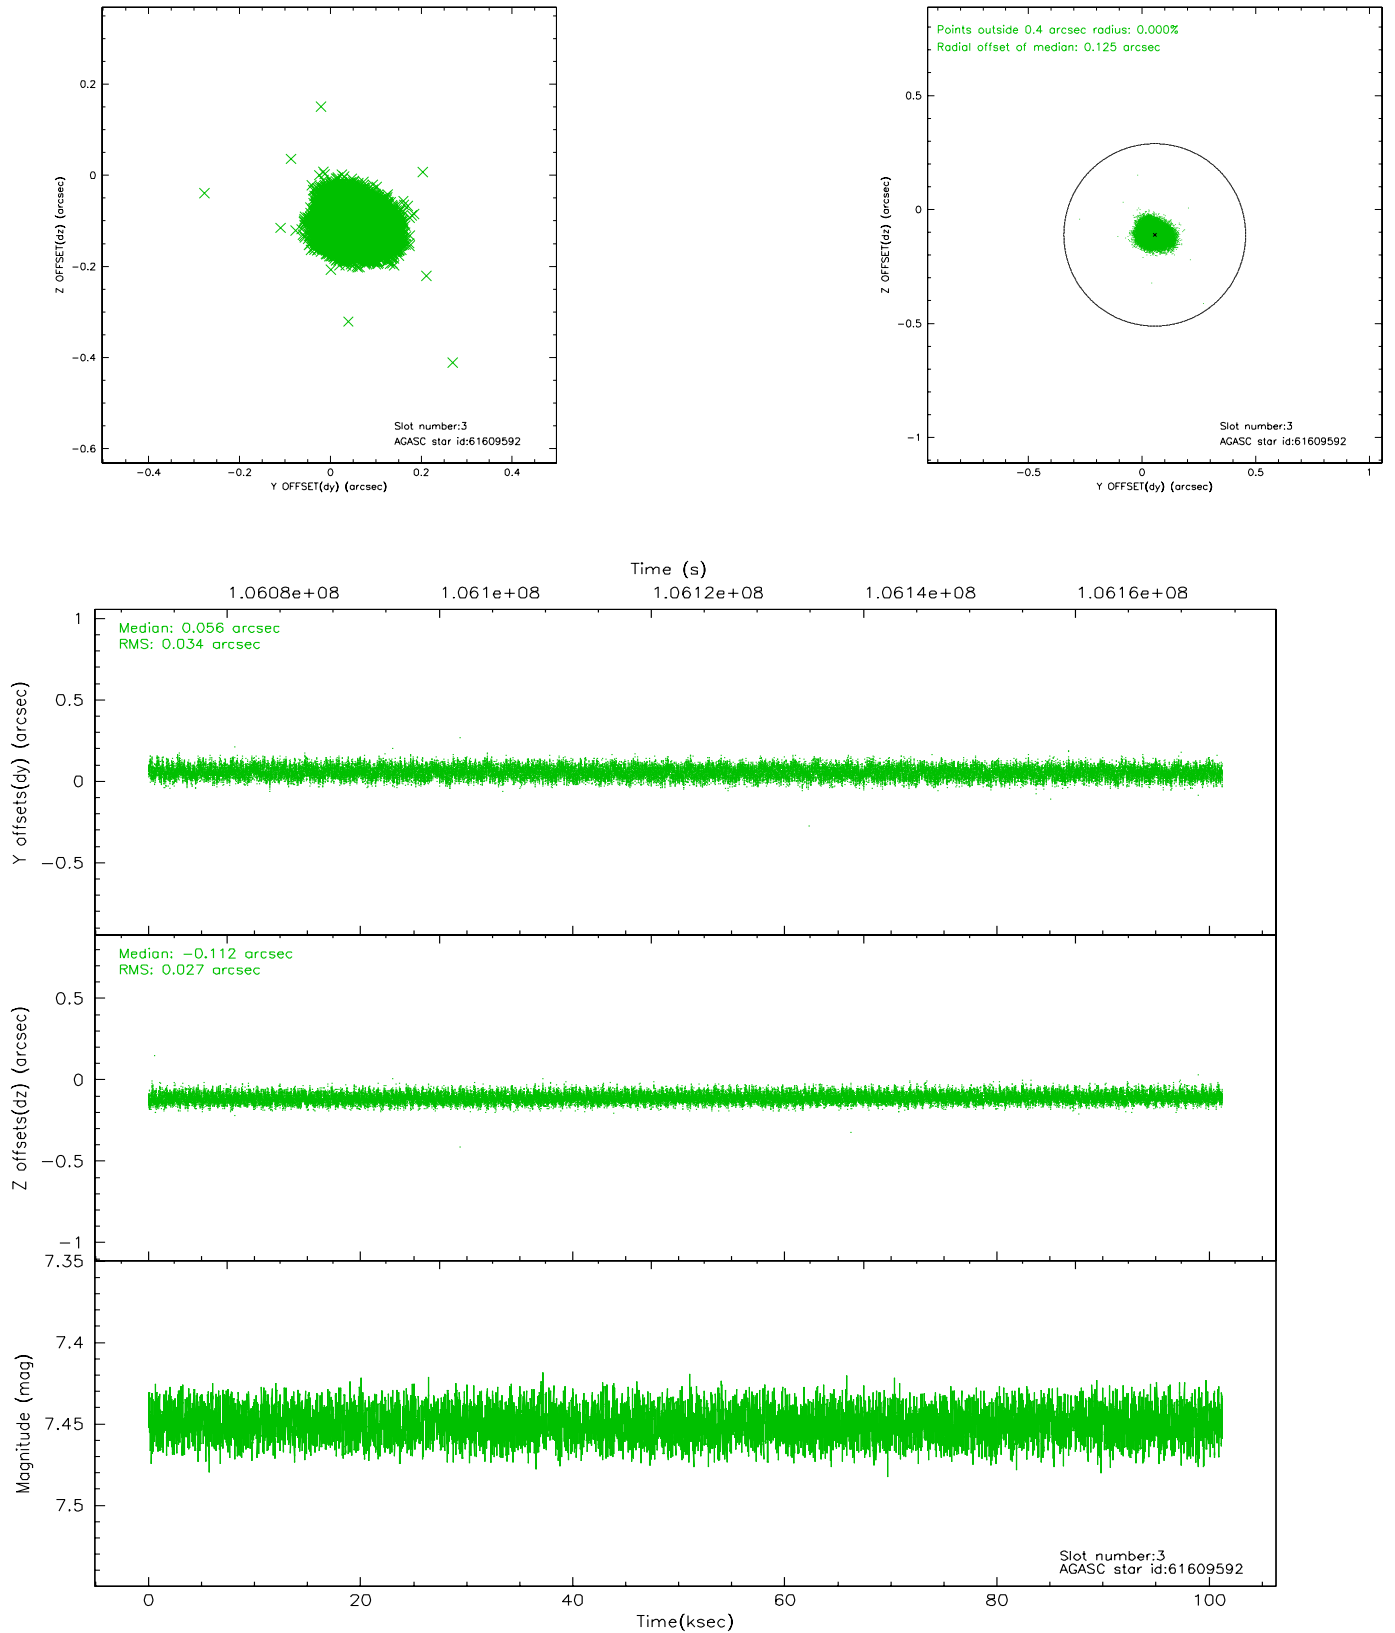 0.2
0
−0.2
−0.4
−0.6
Z OFFSET(dz) (arcsec)
Slot number:3
AGASC star id:61609592
−0.4 −0.2 0 0.2 0.4
Y OFFSET(dy) (arcsec)
Points outside 0.4 arcsec radius: 0.000%
Radial offset of median: 0.125 arcsec
0.5
0
−0.5
−1
Z OFFSET(dz) (arcsec)
Slot number:3
AGASC star id:61609592
−0.5 0 0.5 1
Y OFFSET(dy) (arcsec)
Time (s)
1.0608e+08 1.061e+08 1.0612e+08 1.0614e+08 1.0616e+08
Median: 0.056 arcsec
RMS: 0.034 arcsec
1
0.5
0
−0.5
Y offsets(dy) (arcsec)
Median: −0.112 arcsec
RMS: 0.027 arcsec
0.5
0
−0.5
−1
Z offsets(dz) (arcsec)
7.35
7.4
7.45
7.5
Magnitude (mag)
Slot number:3
AGASC star id:61609592
0 20 40 60 80 100
Time(ksec)